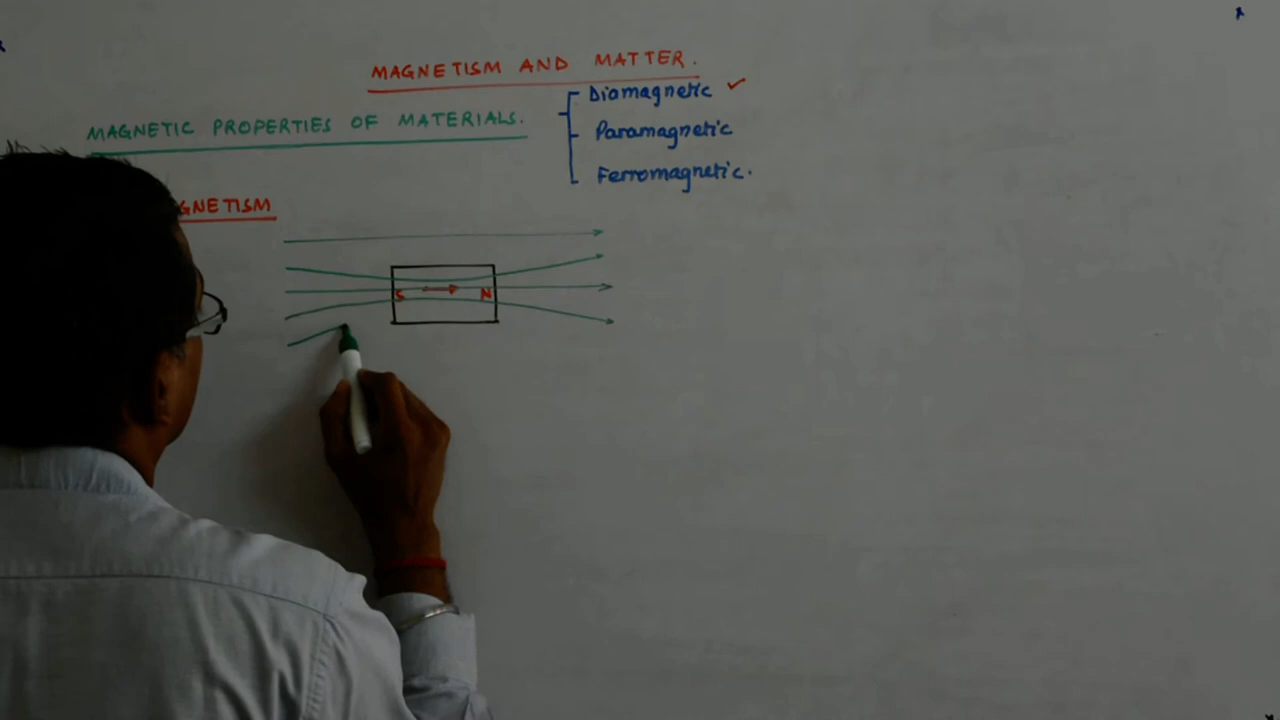 MAGNETISM AND MATTER.
MAGNETIC PROPERTIES OF MATERIALS.
Diamagnetic ✓
Paramagnetic
Ferromagnetic.
GNETISM
S → N